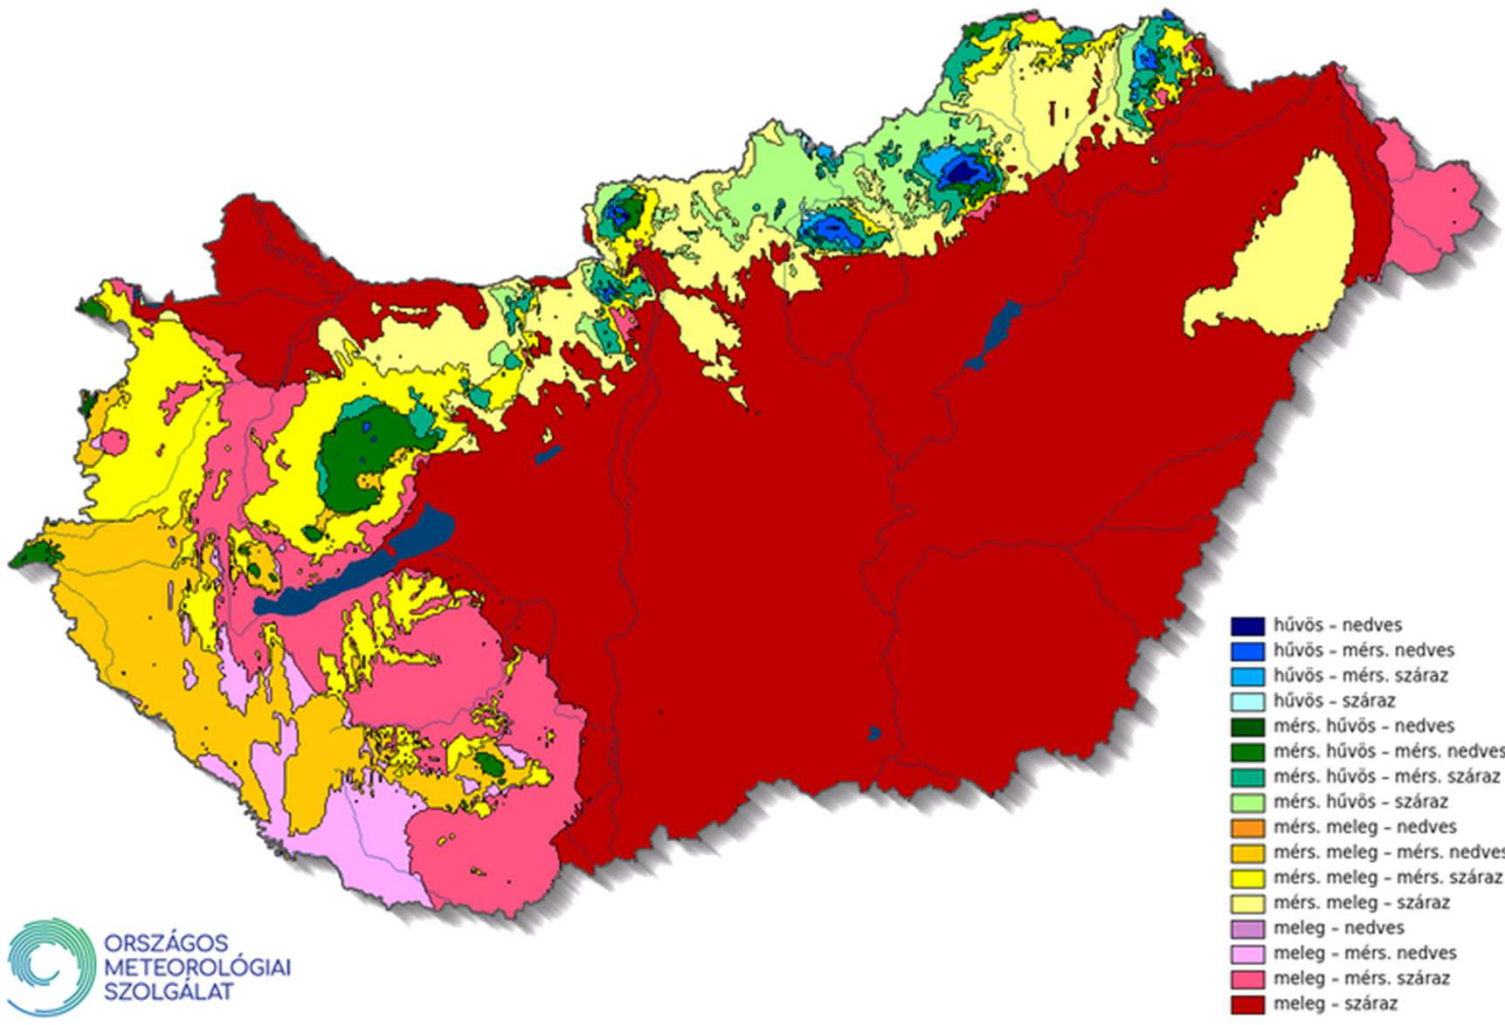 hűvös – nedves
hűvös – mérs. nedves
hűvös – mérs. száraz
hűvös – száraz
mérs. hűvös – nedves
mérs. hűvös – mérs. nedves
mérs. hűvös – mérs. száraz
mérs. hűvös – száraz
mérs. meleg – nedves
mérs. meleg – mérs. nedves
mérs. meleg – mérs. száraz
mérs. meleg – száraz
meleg – nedves
meleg – mérs. nedves
meleg – mérs. száraz
meleg – száraz
ORSZÁGOS
METEOROLÓGIAI
SZOLGÁLAT